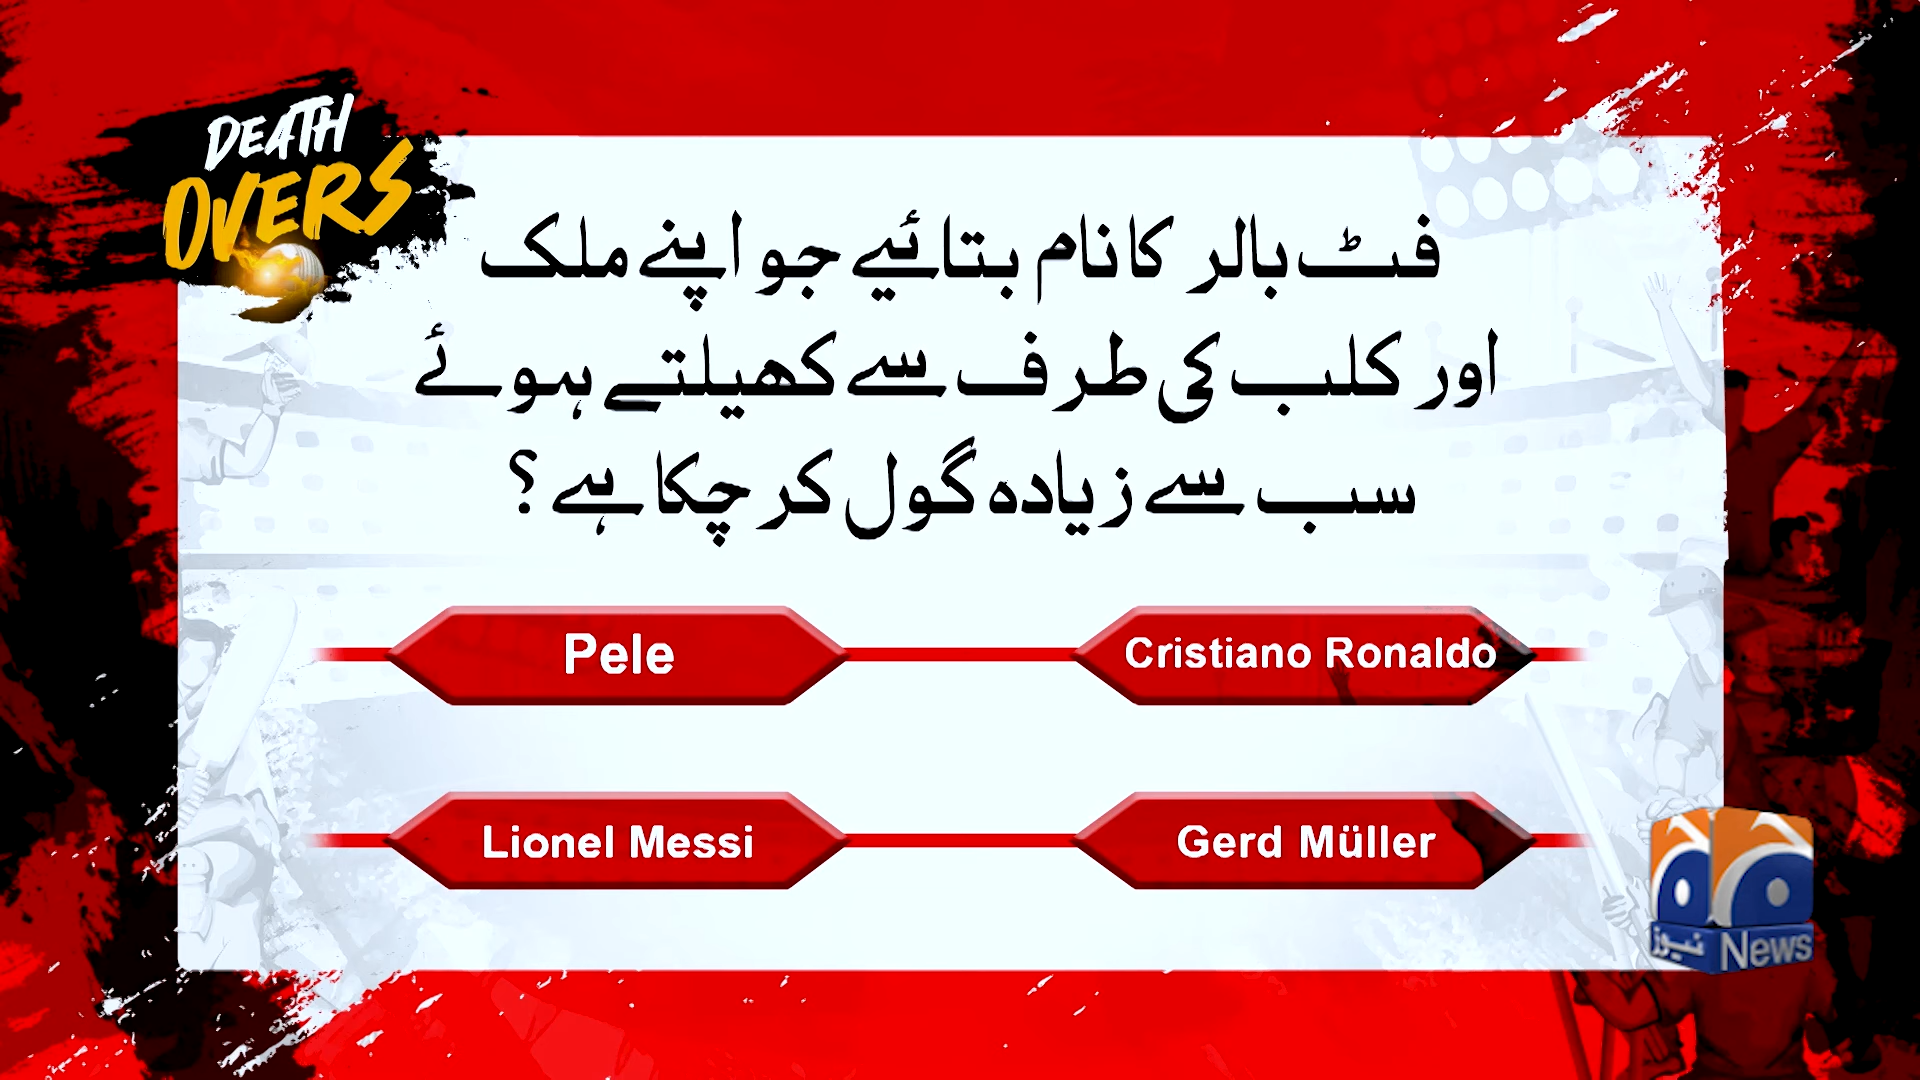 DEATH
OVERS
فٹ بالر کا نام بتائیے جو اپنے ملک
اور کلب کی طرف سے کھیلتے ہوئے
سب سے زیادہ گول کر چکا ہے؟
Pele
Cristiano Ronaldo
Lionel Messi
Gerd Müller
نیوز News